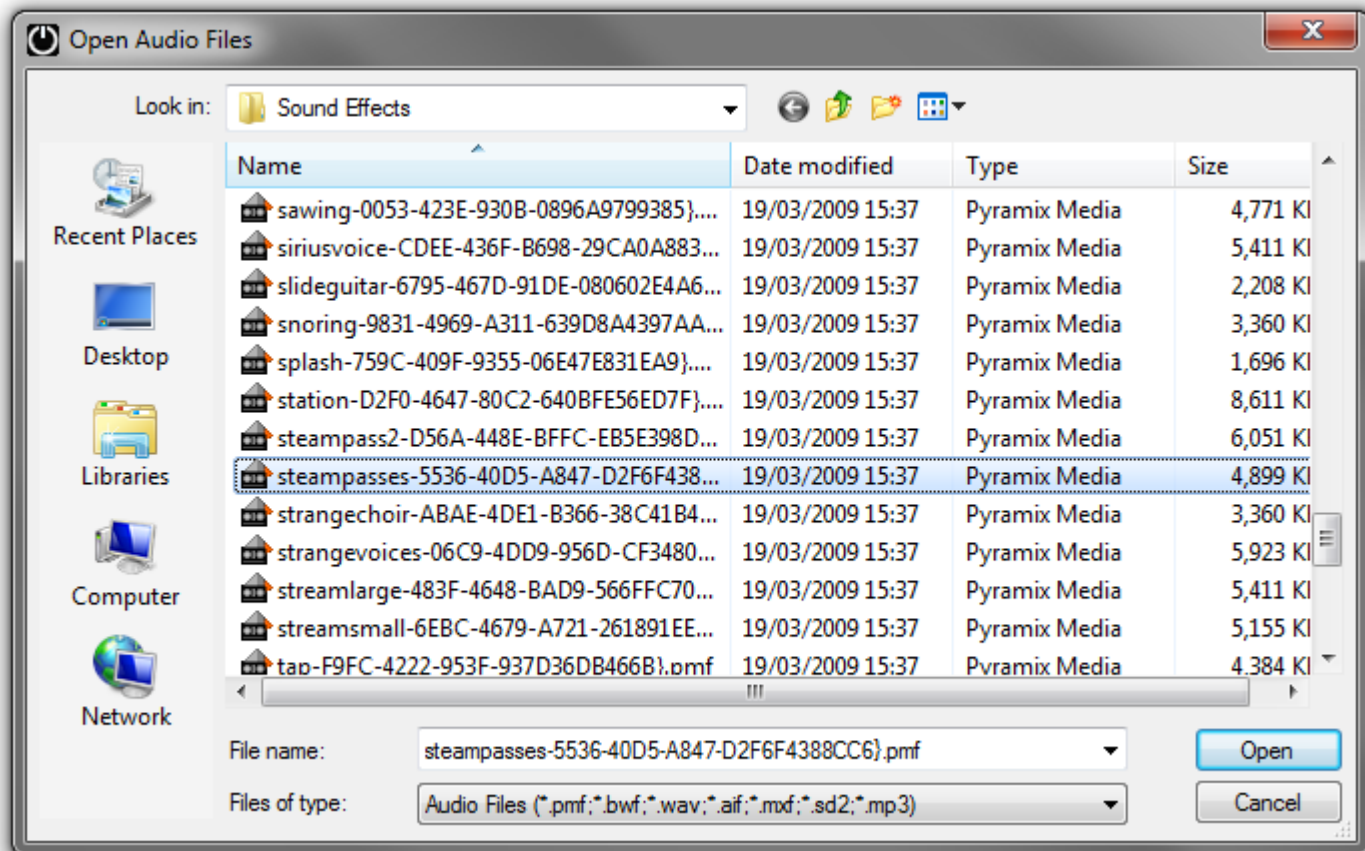 Open Audio Files
Look in: Sound Effects
Name Date modified Type Size
sawing-0053-423E-930B-0896A9799385}.... 19/03/2009 15:37 Pyramix Media 4,771 KI
siriusvoice-CDEE-436F-B698-29CA0A883... 19/03/2009 15:37 Pyramix Media 5,411 KI
slideguitar-6795-467D-91DE-080602E4A6... 19/03/2009 15:37 Pyramix Media 2,208 KI
snoring-9831-4969-A311-639D8A4397AA... 19/03/2009 15:37 Pyramix Media 3,360 KI
splash-759C-409F-9355-06E47E831EA9}.... 19/03/2009 15:37 Pyramix Media 1,696 KI
station-D2F0-4647-80C2-640BFE56ED7F}.... 19/03/2009 15:37 Pyramix Media 8,611 KI
steampass2-D56A-448E-BFFC-EB5E398D... 19/03/2009 15:37 Pyramix Media 6,051 KI
steampasses-5536-40D5-A847-D2F6F438... 19/03/2009 15:37 Pyramix Media 4,899 KI
strangechoir-ABAE-4DE1-B366-38C41B4... 19/03/2009 15:37 Pyramix Media 3,360 KI
strangevoices-06C9-4DD9-956D-CF3480... 19/03/2009 15:37 Pyramix Media 5,923 KI
streamlarge-483F-4648-BAD9-566FFC70... 19/03/2009 15:37 Pyramix Media 5,411 KI
streamsmall-6EBC-4679-A721-261891EE... 19/03/2009 15:37 Pyramix Media 5,155 KI
tap-F9FC-4222-953F-937D36DB466B}.pmf 19/03/2009 15:37 Pyramix Media 4,384 KI
Recent Places
Desktop
Libraries
Computer
Network
File name: steampasses-5536-40D5-A847-D2F6F4388CC6}.pmf Open
Files of type: Audio Files (*.pmf;*.bwf;*.wav;*.aif;*.mxf;*.sd2;*.mp3) Cancel